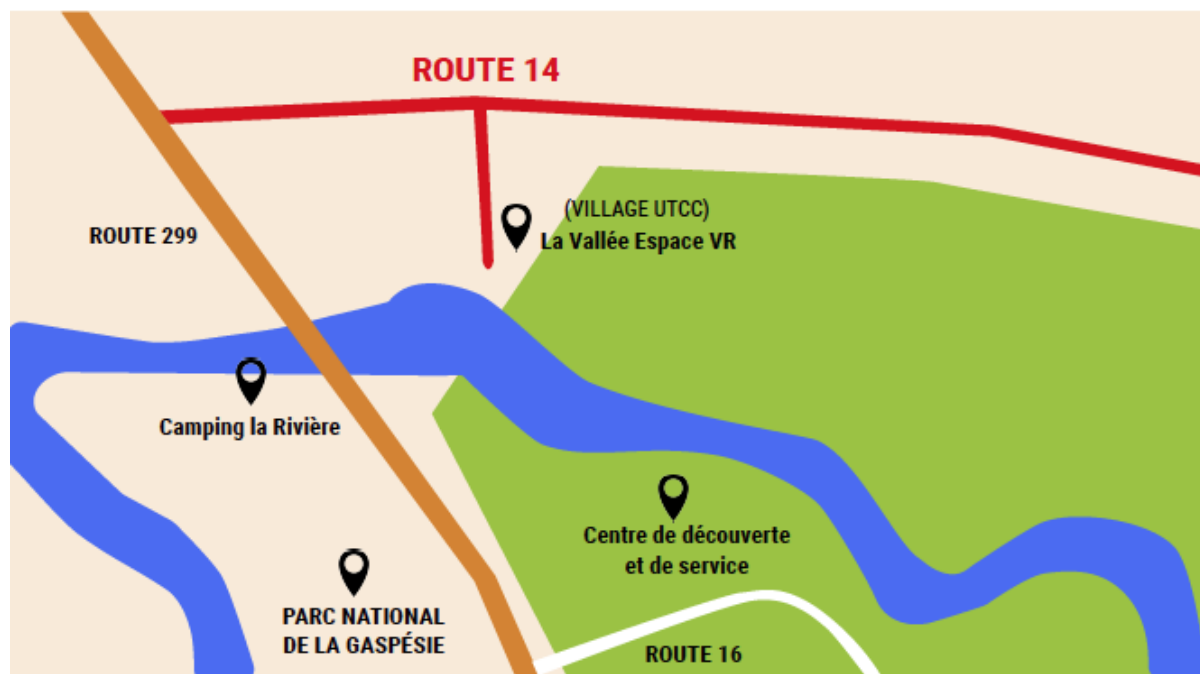 ROUTE 14
(VILLAGE UTCC)
La Vallée Espace VR
ROUTE 299
Camping la Rivière
Centre de découverte
et de service
PARC NATIONAL
DE LA GASPÉSIE
ROUTE 16